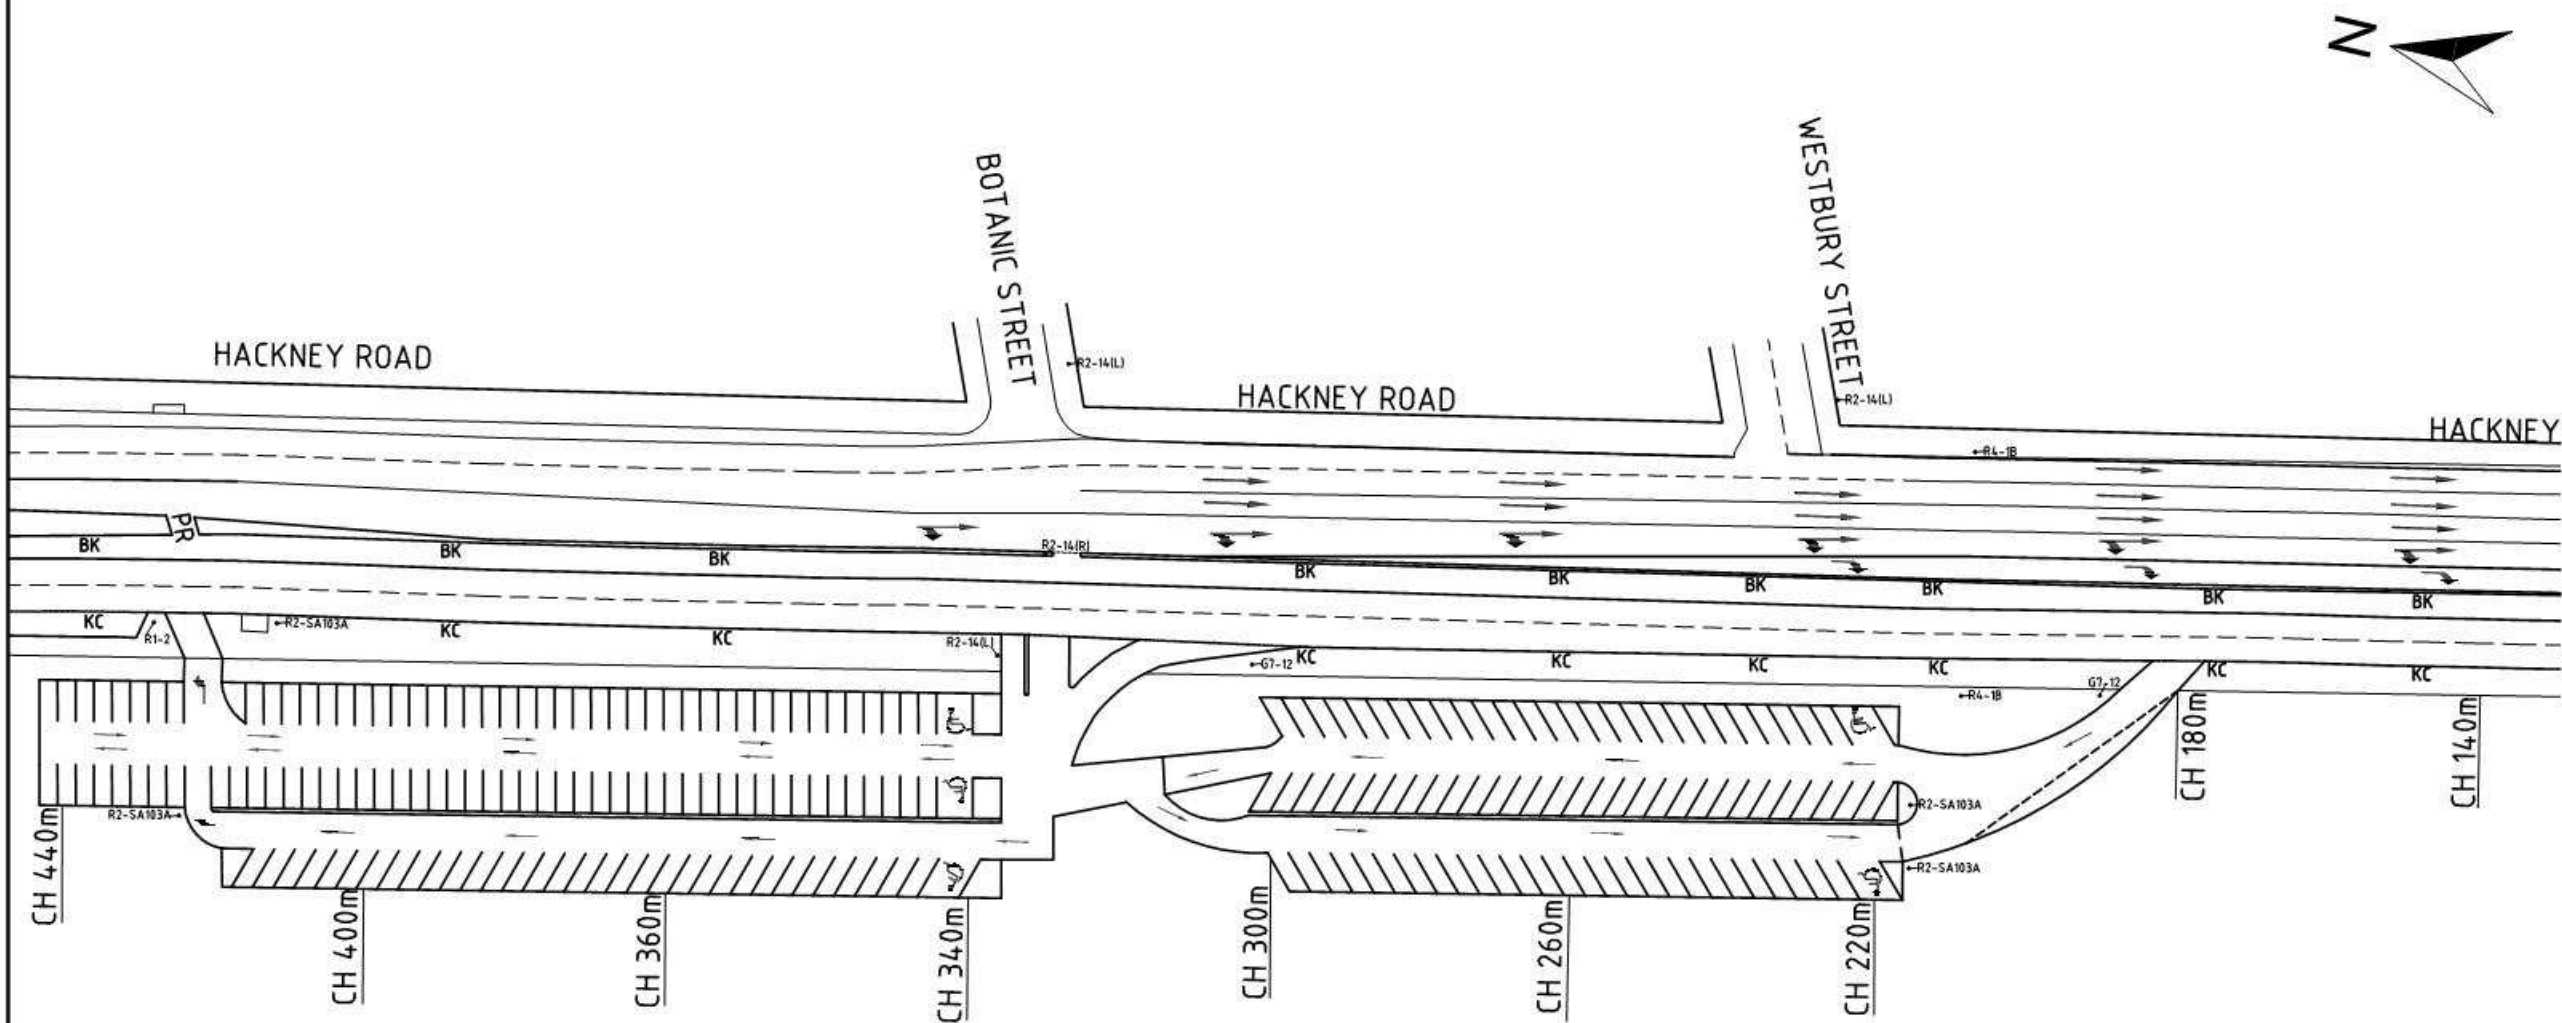 N
BOTANIC STREET
WESTBURY STREET
HACKNEY ROAD
R2-14(L)
HACKNEY ROAD
R2-14(L)
HACKNEY
R4-1B
PR
BK
BK
BK
R2-14(R)
BK
BK
BK
BK
BK
BK
KC
R1-2
R2-SA103A
KC
KC
R2-14(L)
G7-12
KC
KC
KC
KC
R4-1B
G7-12
KC
KC
R2-SA103A
R2-SA103A
R2-SA103A
CH 440m
CH 400m
CH 360m
CH 340m
CH 300m
CH 260m
CH 220m
CH 180m
CH 140m